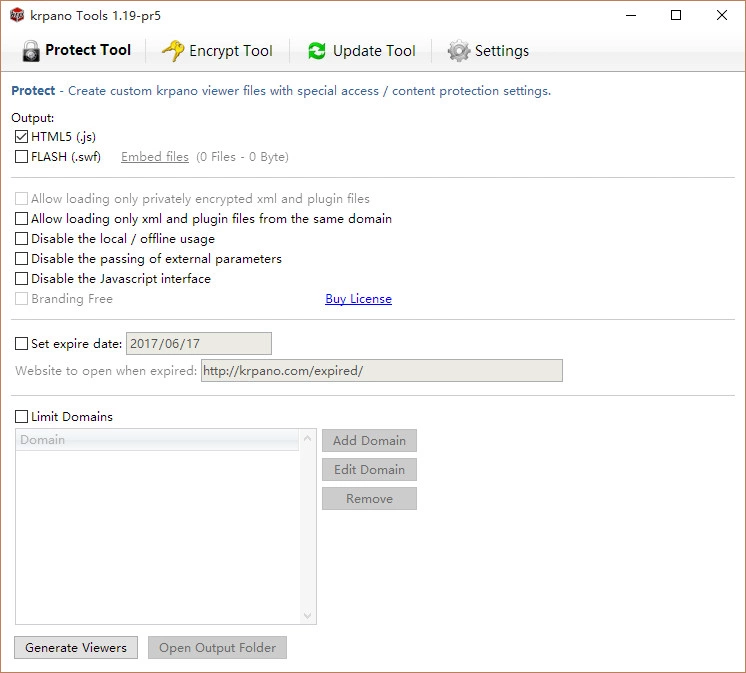 krpano Tools 1.19-pr5
Protect Tool
Encrypt Tool
Update Tool
Settings
Protect - Create custom krpano viewer files with special access / content protection settings.
Output:
HTML5 (.js)
FLASH (.swf) Embed files (0 Files - 0 Byte)
Allow loading only privately encrypted xml and plugin files
Allow loading only xml and plugin files from the same domain
Disable the local / offline usage
Disable the passing of external parameters
Disable the Javascript interface
Branding Free Buy License
Set expire date: 2017/06/17
Website to open when expired: http://krpano.com/expired/
Limit Domains
Domain
Add Domain
Edit Domain
Remove
Generate Viewers
Open Output Folder